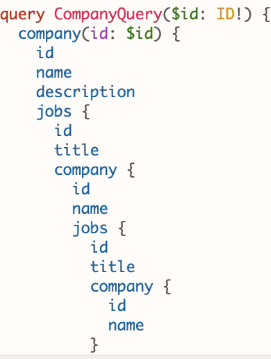 query CompanyQuery($id: ID!) {
  company(id: $id) {
    id
    name
    description
    jobs {
      id
      title
      company {
        id
        name
        jobs {
          id
          title
          company {
            id
            name
          }